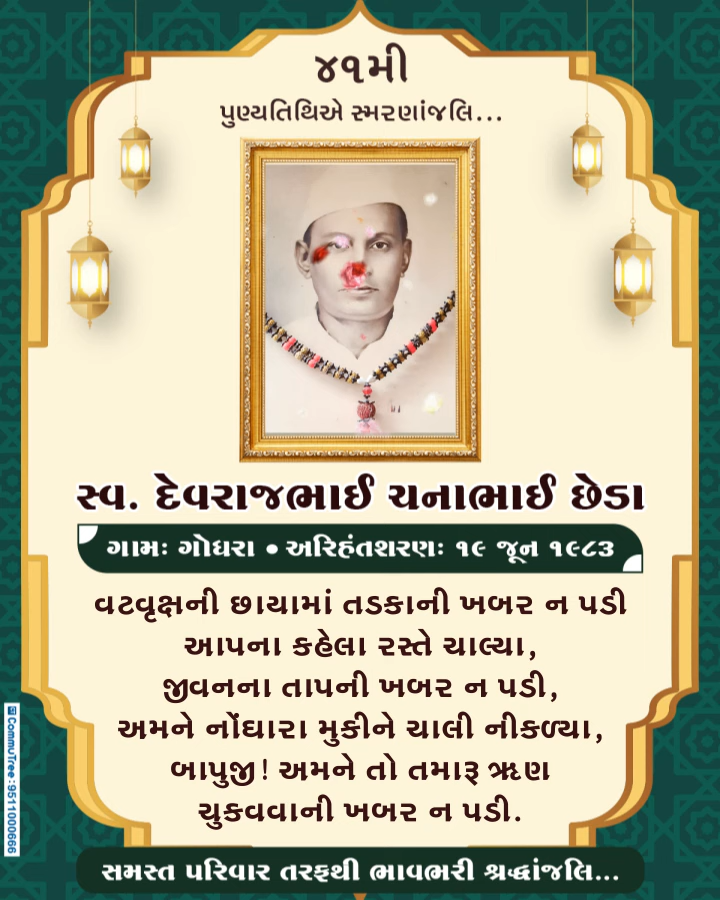 ૪૧મી
પુણ્યતિથિએ સ્મરણાંજલિ...
સ્વ. દેવરાજભાઈ ચનાભાઈ છેડા
ગામઃ ગોધરા • અરિહંતશરણઃ ૧૯ જૂન ૧૯૮૩
વટવૃક્ષની છાયામાં તડકાની ખબર ન પડી
આપના કહેલા રસ્તે ચાલ્યા,
જીવનના તાપની ખબર ન પડી,
અમને નોંધારા મુકીને ચાલી નીકળ્યા,
બાપુજી! અમને તો તમારૂ ઋણ
ચુકવવાની ખબર ન પડી.
સમસ્ત પરિવાર તરફથી ભાવભરી શ્રદ્ધાંજલિ...
CommuTree : 9511000666